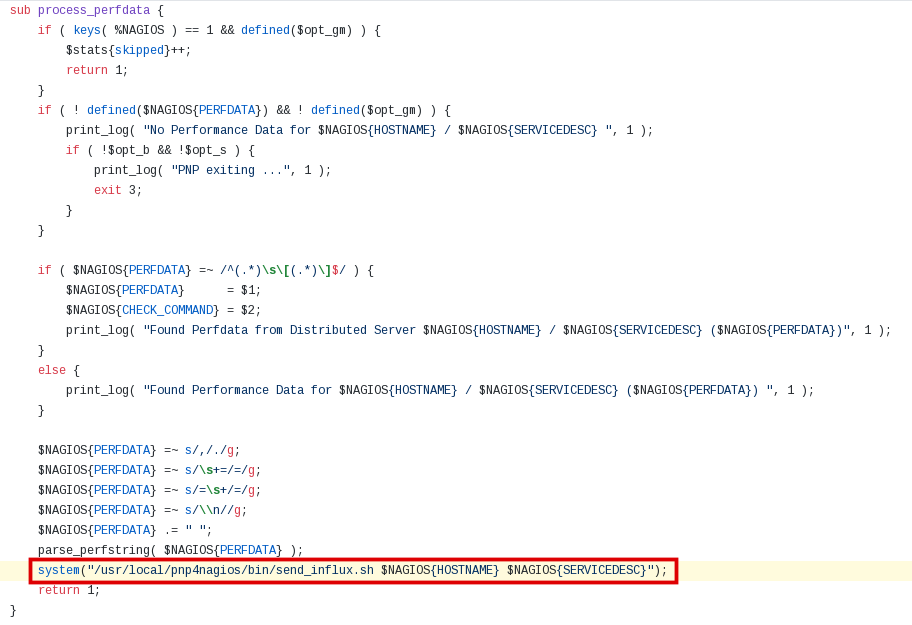 sub process_perfdata {
    if ( keys( %NAGIOS ) == 1 && defined($opt_gm) ) {
        $stats{skipped}++;
        return 1;
    }
    if ( ! defined($NAGIOS{PERFDATA}) && ! defined($opt_gm) ) {
        print_log( "No Performance Data for $NAGIOS{HOSTNAME} / $NAGIOS{SERVICEDESC} ", 1 );
        if ( !$opt_b && !$opt_s ) {
            print_log( "PNP exiting ...", 1 );
            exit 3;
        }
    }

    if ( $NAGIOS{PERFDATA} =~ /^(.*)\s\[(.*)\]$/ ) {
        $NAGIOS{PERFDATA}      = $1;
        $NAGIOS{CHECK_COMMAND} = $2;
        print_log( "Found Perfdata from Distributed Server $NAGIOS{HOSTNAME} / $NAGIOS{SERVICEDESC} ($NAGIOS{PERFDATA})", 1 );
    }
    else {
        print_log( "Found Performance Data for $NAGIOS{HOSTNAME} / $NAGIOS{SERVICEDESC} ($NAGIOS{PERFDATA}) ", 1 );
    }

    $NAGIOS{PERFDATA} =~ s/,/./g;
    $NAGIOS{PERFDATA} =~ s/\s+=/=/g;
    $NAGIOS{PERFDATA} =~ s/=\s+/=/g;
    $NAGIOS{PERFDATA} =~ s/\\n//g;
    $NAGIOS{PERFDATA} .= " ";
    parse_perfstring( $NAGIOS{PERFDATA} );
    system("/usr/local/pnp4nagios/bin/send_influx.sh $NAGIOS{HOSTNAME} $NAGIOS{SERVICEDESC}");
    return 1;
}